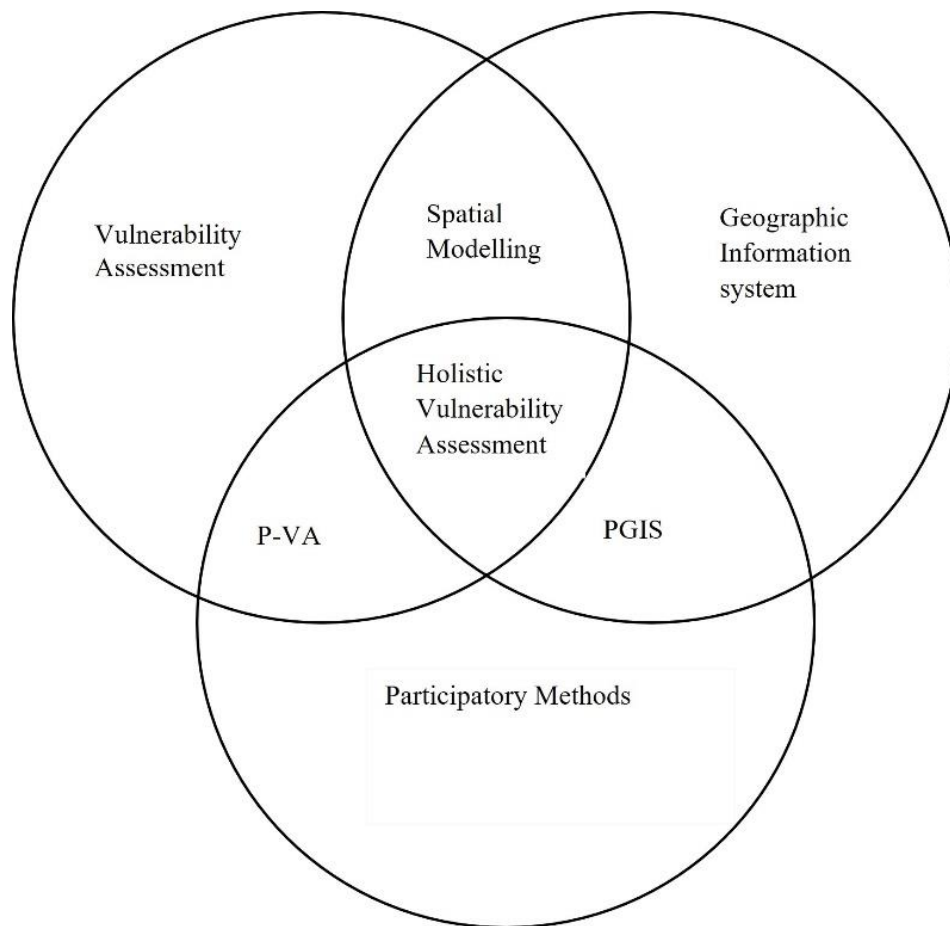 Vulnerability
Assessment
Spatial
Modelling
Geographic
Information
system
Holistic
Vulnerability
Assessment
P-VA
PGIS
Participatory Methods